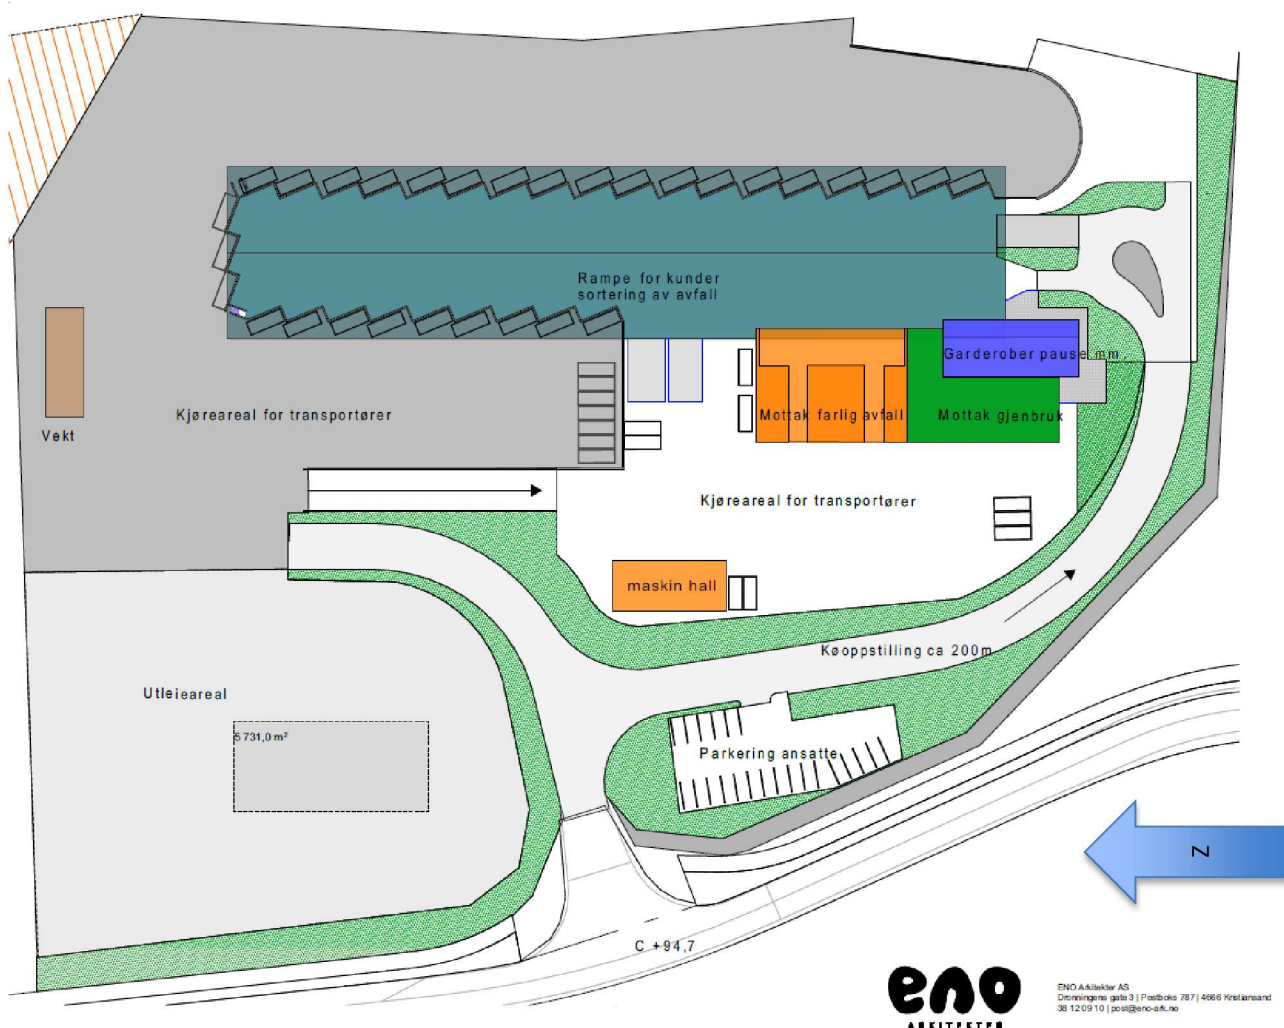 Rampe for kunder
sortering av avfall
Garderober pause mm.
Kjøreareal for transportører
Mottak farlig avfall
Mottak gjenbruk
Vekt
Kjøreareal for transportører
maskin hall
Køoppstilling ca 200m
Utleieareal
5 731,0 m²
Parkering ansatte
N
C +94,7
eno
ARKITEKTER
ENO Arkitekter AS
Dronningens gate 3 | Postboks 787 | 4666 Kristiansand
38 12 09 10 | post@eno-ark.no